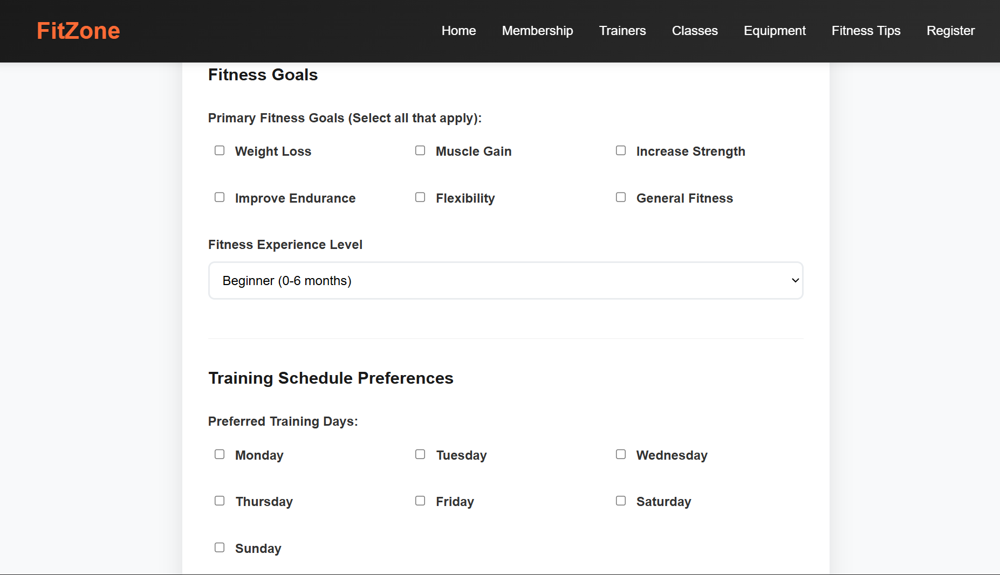 FitZone
Home Membership Trainers Classes Equipment Fitness Tips Register
Fitness Goals
Primary Fitness Goals (Select all that apply):
Weight Loss Muscle Gain Increase Strength
Improve Endurance Flexibility General Fitness
Fitness Experience Level
Beginner (0-6 months)
Training Schedule Preferences
Preferred Training Days:
Monday Tuesday Wednesday
Thursday Friday Saturday
Sunday